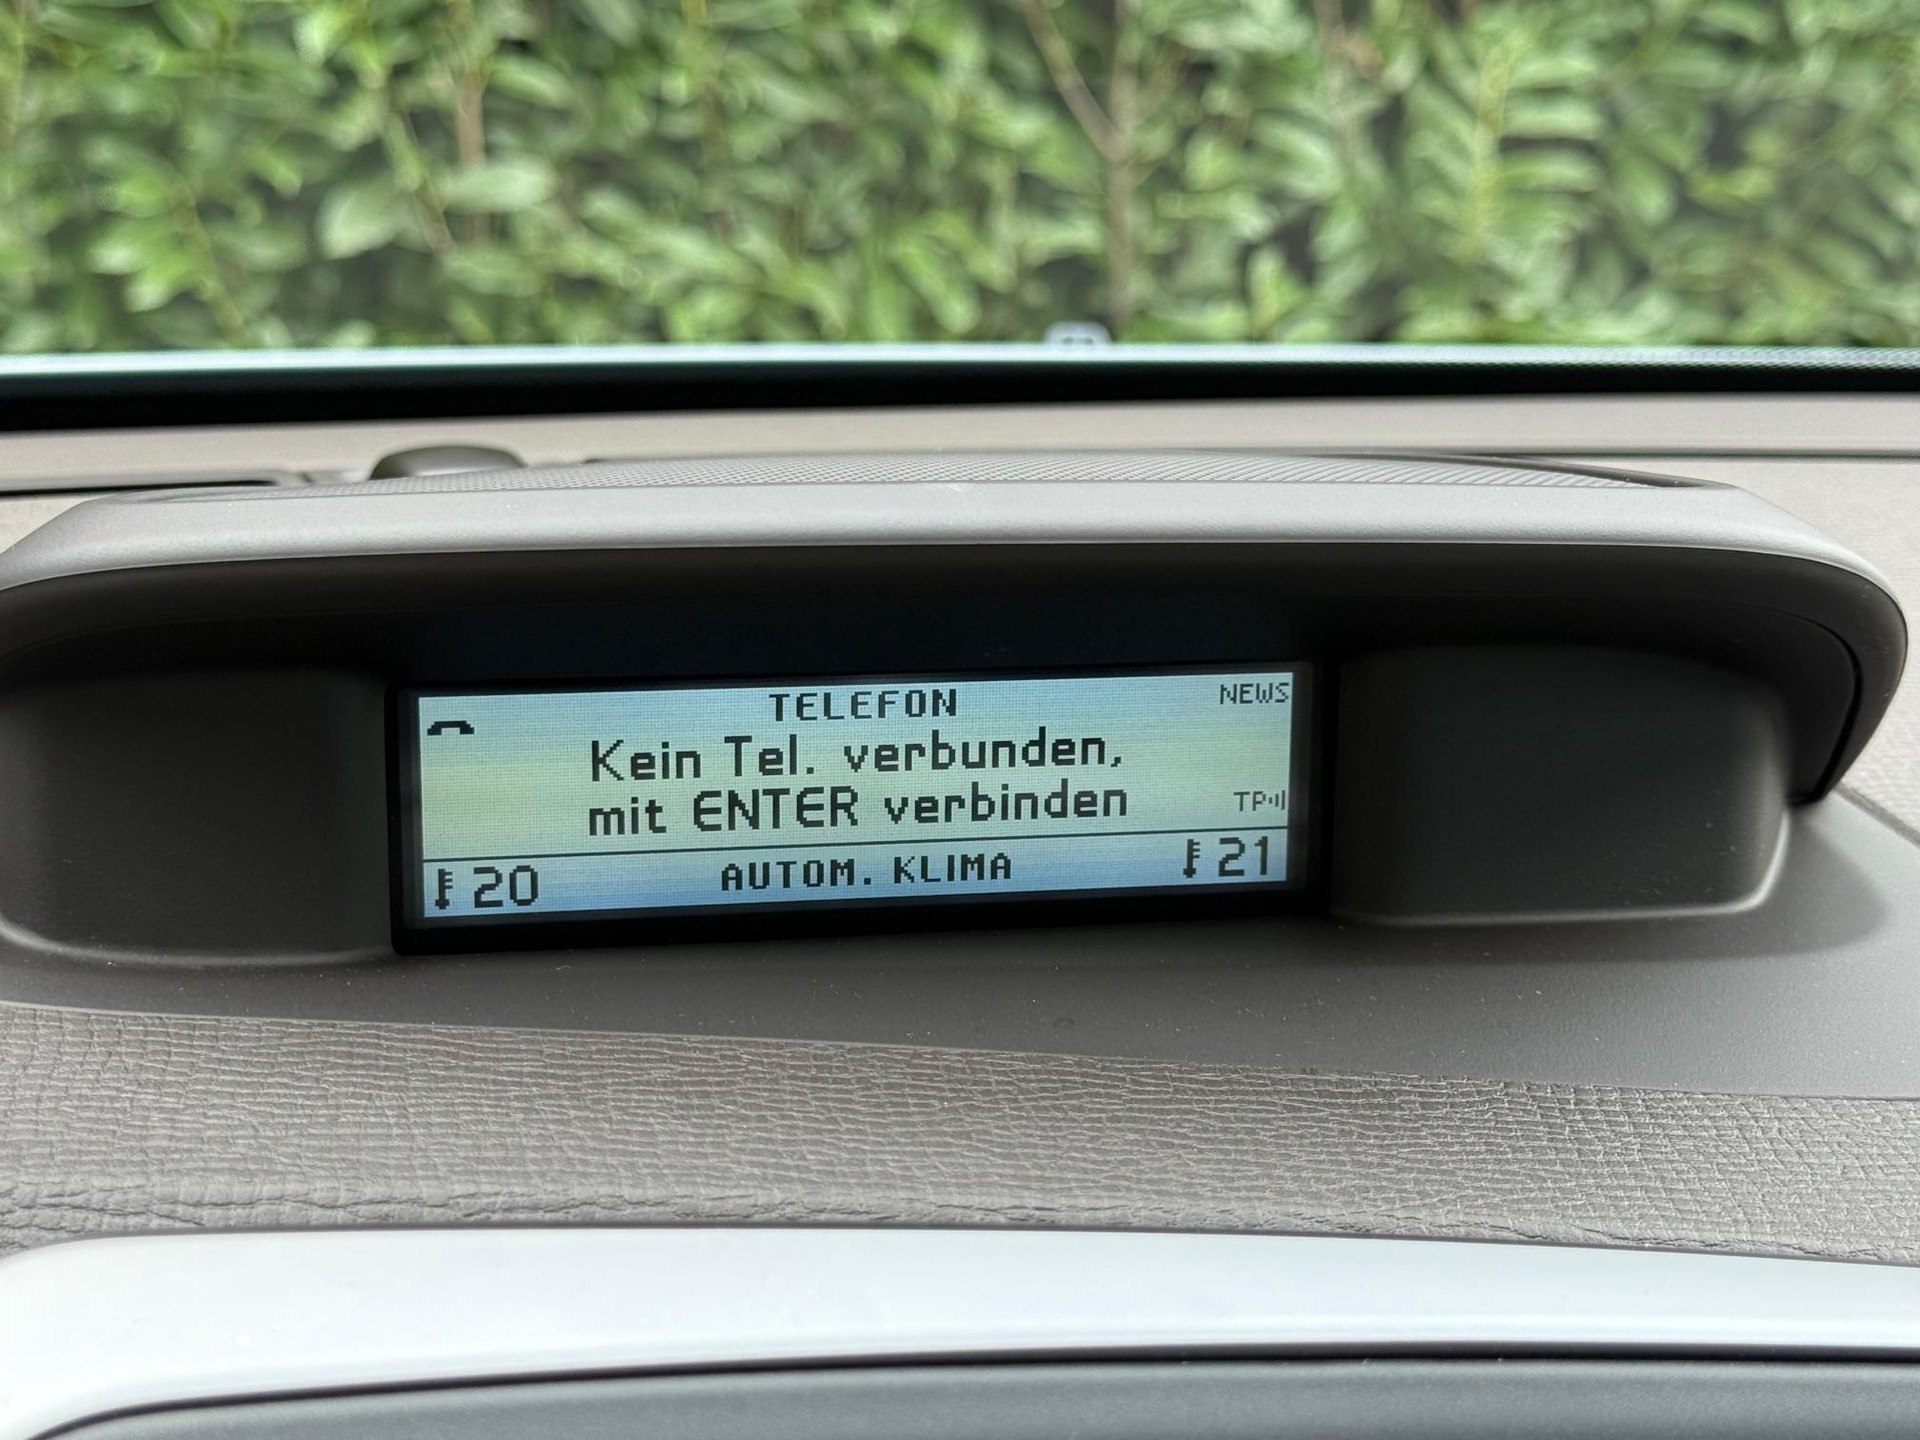 TELEFON
NEWS
Kein Tel. verbunden,
mit ENTER verbinden
TP
20
AUTOM. KLIMA
21